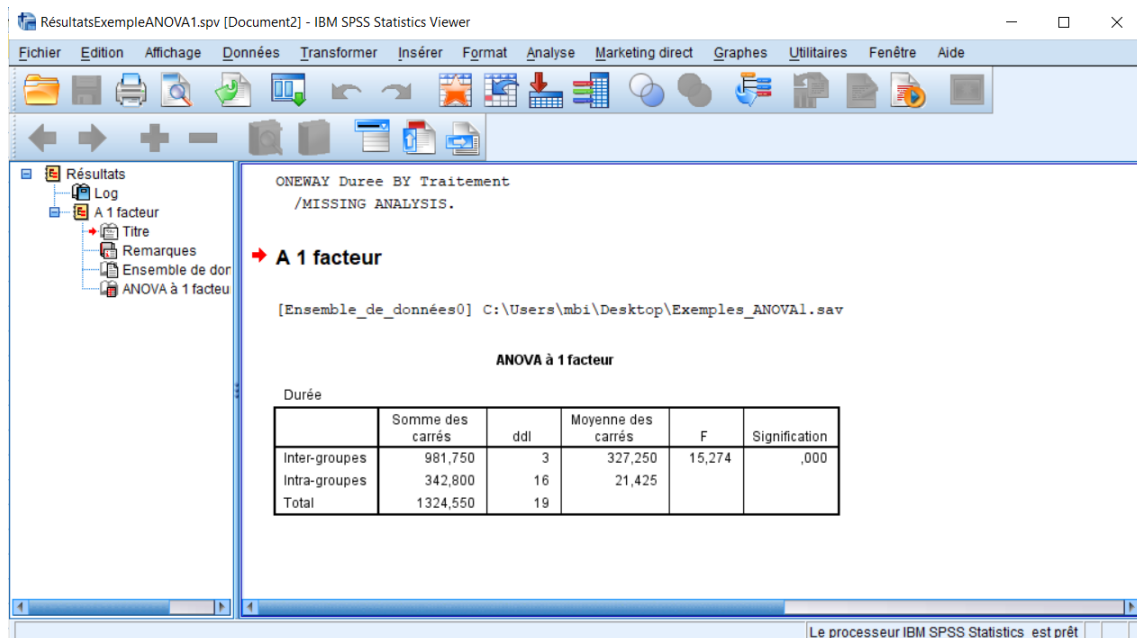 RésultatsExempleANOVA1.spv [Document2] - IBM SPSS Statistics Viewer
Fichier Edition Affichage Données Transformer Insérer Format Analyse Marketing direct Graphes Utilitaires Fenêtre Aide
Résultats
Log
A 1 facteur
Titre
Remarques
Ensemble de dor
ANOVA à 1 facteu
ONEWAY Duree BY Traitement
/MISSING ANALYSIS.
A 1 facteur
[Ensemble_de_données0] C:\Users\mbi\Desktop\Exemples_ANOVA1.sav
ANOVA à 1 facteur
Durée
Somme des carrés ddl Moyenne des carrés F Signification
Inter-groupes 981,750 3 327,250 15,274 ,000
Intra-groupes 342,800 16 21,425
Total 1324,550 19
Le processeur IBM SPSS Statistics est prêt